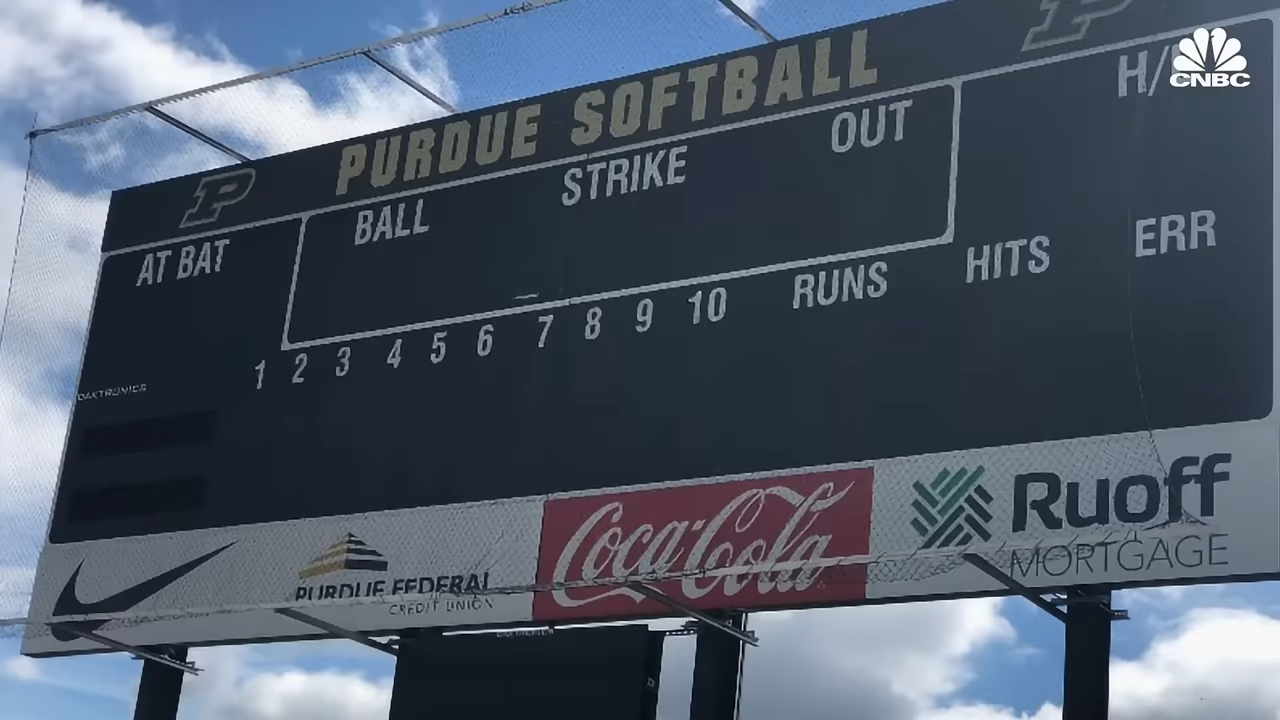 PURDUE SOFTBALL
P
P
CNBC
H/
AT BAT
BALL
STRIKE
OUT
1 2 3 4 5 6 7 8 9 10
RUNS
HITS
ERR
DAKTRONICS
PURDUE FEDERAL
CREDIT UNION
Coca-Cola
Ruoff
MORTGAGE